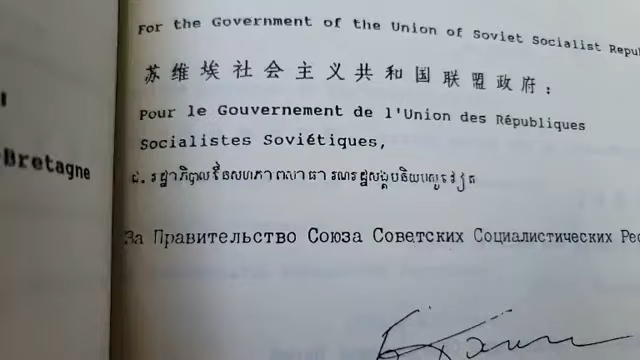 Bretagne
For the Government of the Union of Soviet Socialist
苏维埃社会主义共和国联盟政府：
Pour le Gouvernement de l'Union des Républiques
Socialistes Soviétiques,
За Правительство Союза Советских Социалистических